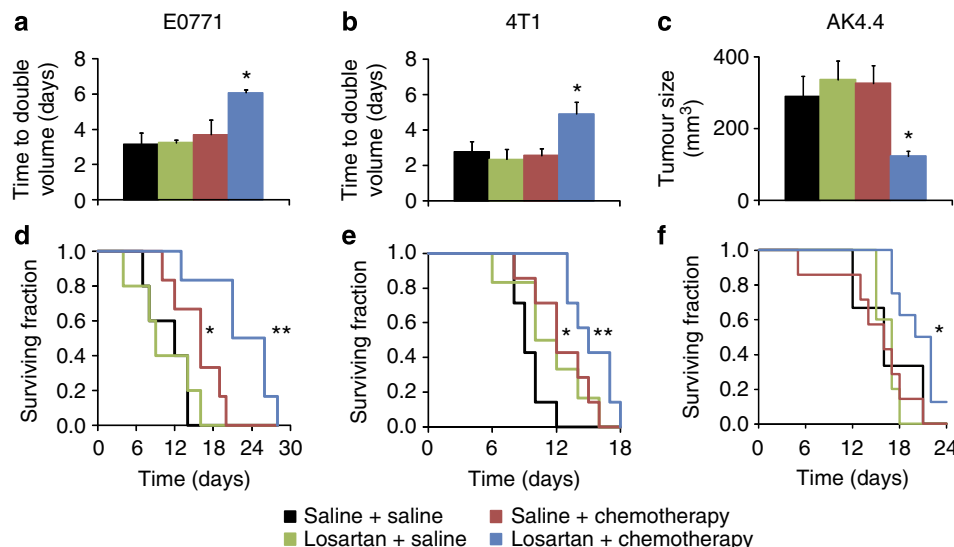 a E0771
b 4T1
c AK4.4
Time to double volume (days)
8
6
4
2
0
*
Time to double volume (days)
8
6
4
2
0
*
Tumour size (mm3)
400
200
0
*
d
Surviving fraction
1.0
0.8
0.6
0.4
0.2
0.0
* **
0 6 12 18 24 30
Time (days)
e
Surviving fraction
1.0
0.8
0.6
0.4
0.2
0.0
* **
0 6 12 18
Time (days)
f
Surviving fraction
1.0
0.8
0.6
0.4
0.2
0.0
*
0 6 12 18 24
Time (days)
Saline + saline
Saline + chemotherapy
Losartan + saline
Losartan + chemotherapy